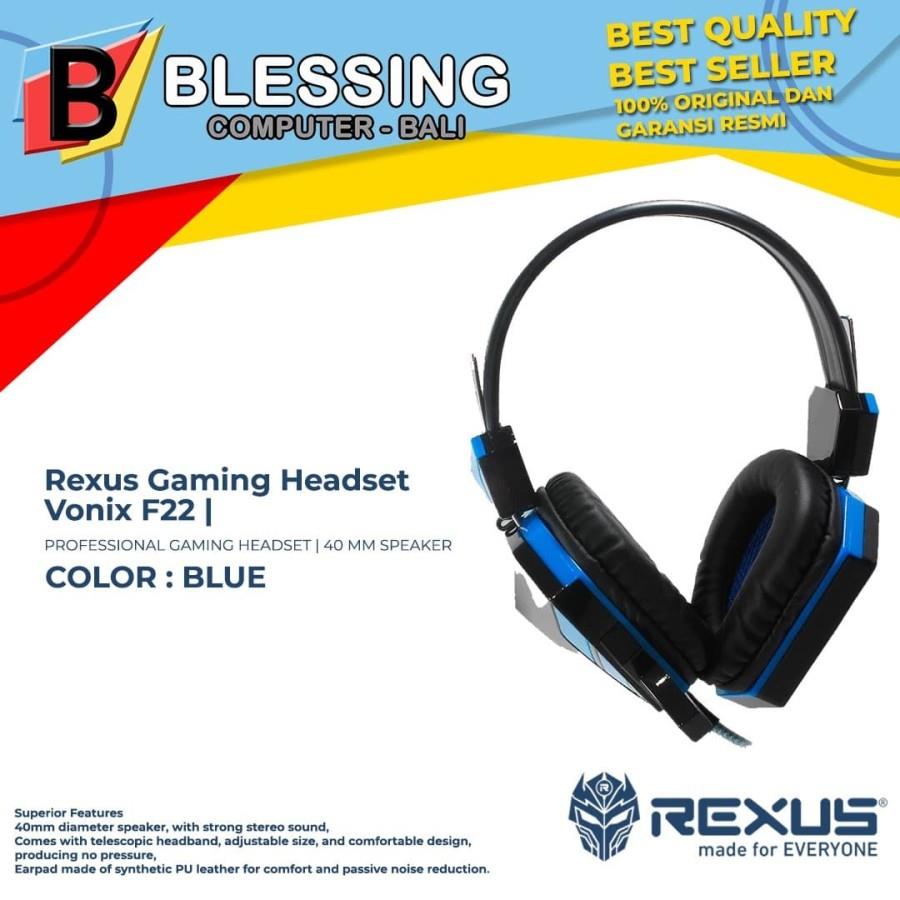 B BLESSING
COMPUTER - BALI
BEST QUALITY
BEST SELLER
100% ORIGINAL DAN
GARANSI RESMI
Rexus Gaming Headset
Vonix F22 |
PROFESSIONAL GAMING HEADSET | 40 MM SPEAKER
COLOR : BLUE
Superior Features
40mm diameter speaker, with strong stereo sound,
Comes with telescopic headband, adjustable size, and comfortable design,
producing no pressure,
Earpad made of synthetic PU leather for comfort and passive noise reduction.
R
REXUS®
made for EVERYONE